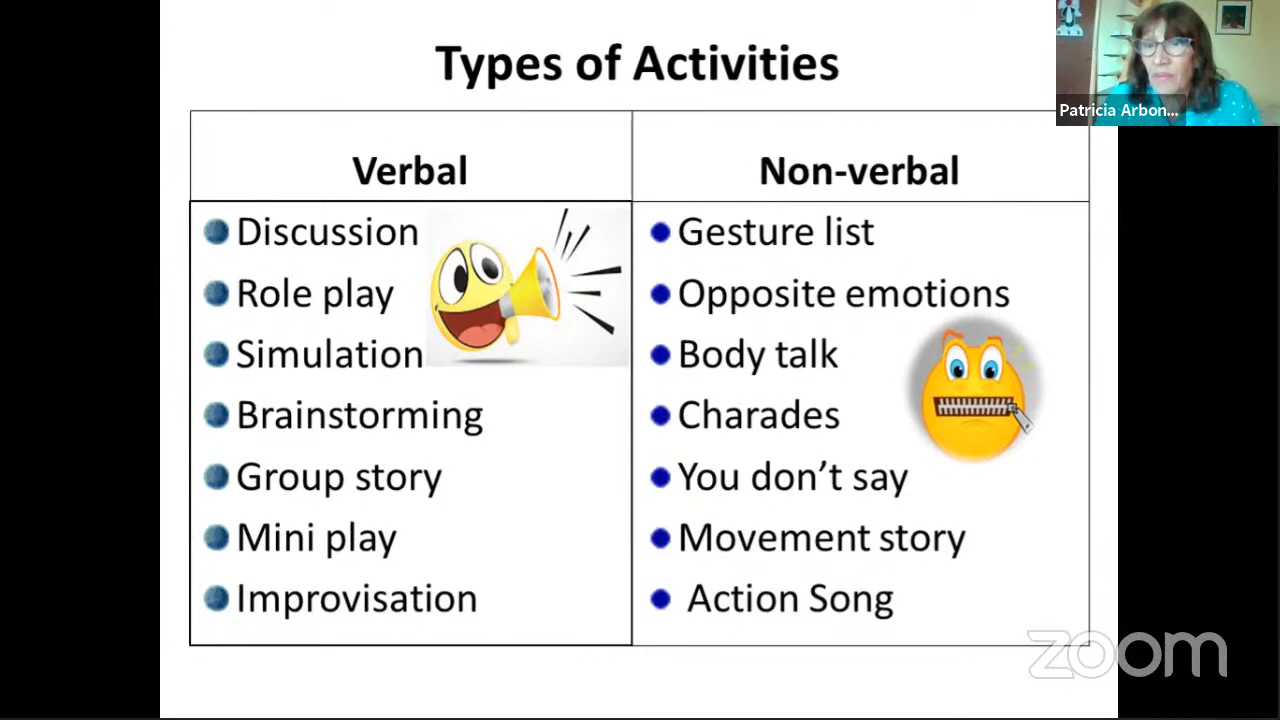 Types of Activities
Patricia Arbon...
Verbal
Non-verbal
Discussion
Role play
Simulation
Brainstorming
Group story
Mini play
Improvisation
Gesture list
Opposite emotions
Body talk
Charades
You don’t say
Movement story
Action Song
zoom